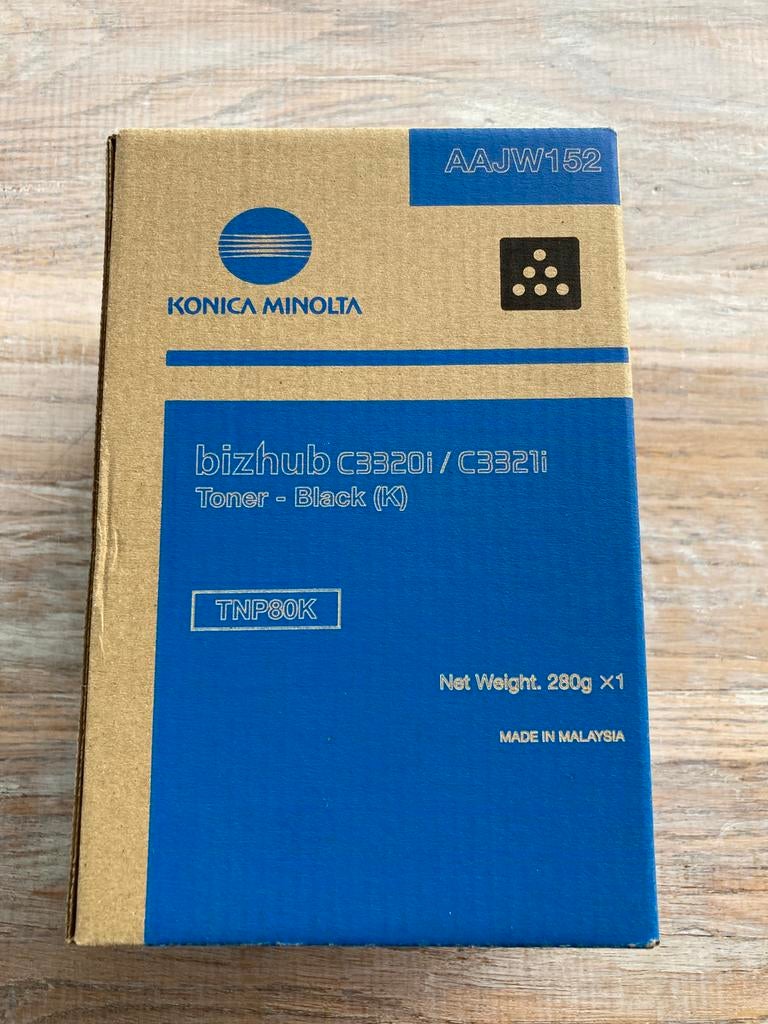 AAJW152
KONICA MINOLTA
bizhub C3320i / C3321i
Toner - Black (K)
TNP80K
Net Weight. 280g ×1
MADE IN MALAYSIA